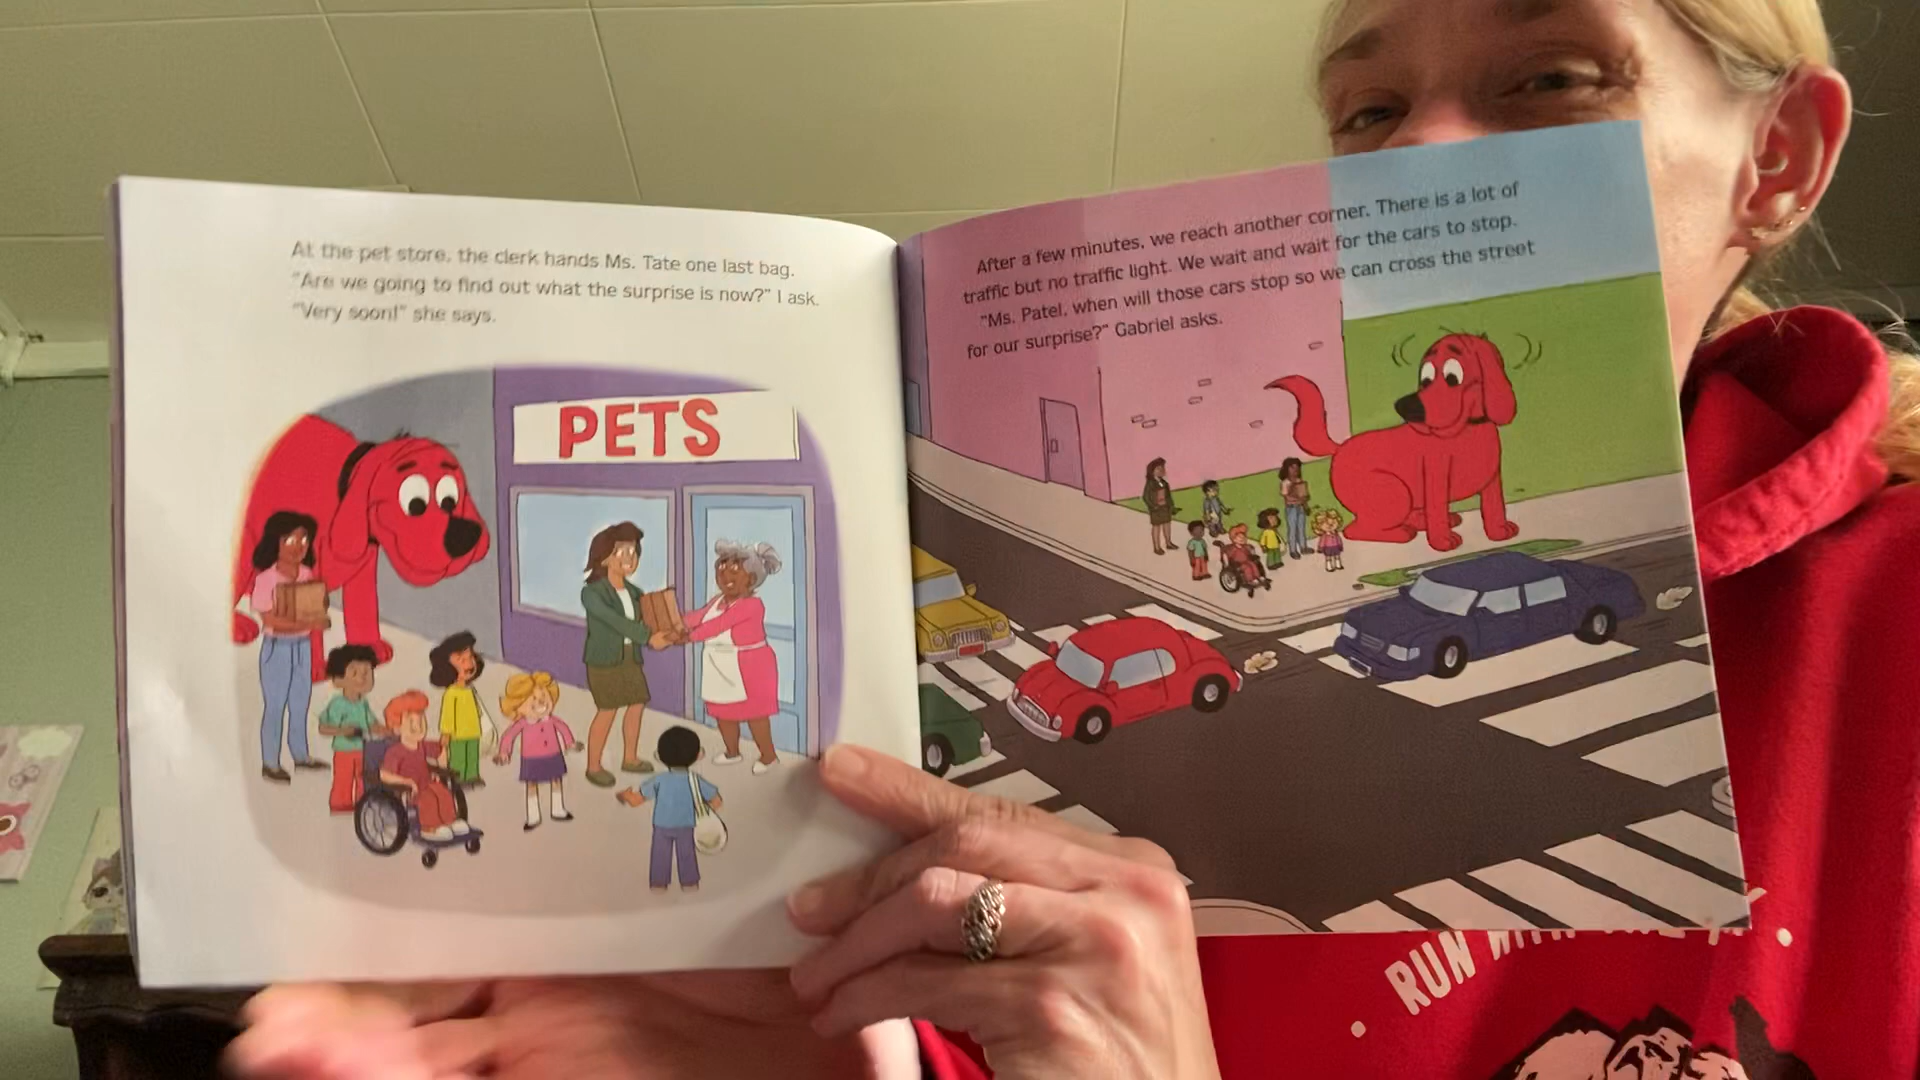 At the pet store, the clerk hands Ms. Tate one last bag.
"Are we going to find out what the surprise is now?" I ask.
"Very soon!" she says.
PETS
After a few minutes, we reach another corner. There is a lot of
traffic but no traffic light. We wait and wait for the cars to stop.
"Ms. Patel, when will those cars stop so we can cross the street
for our surprise?" Gabriel asks.
RUN